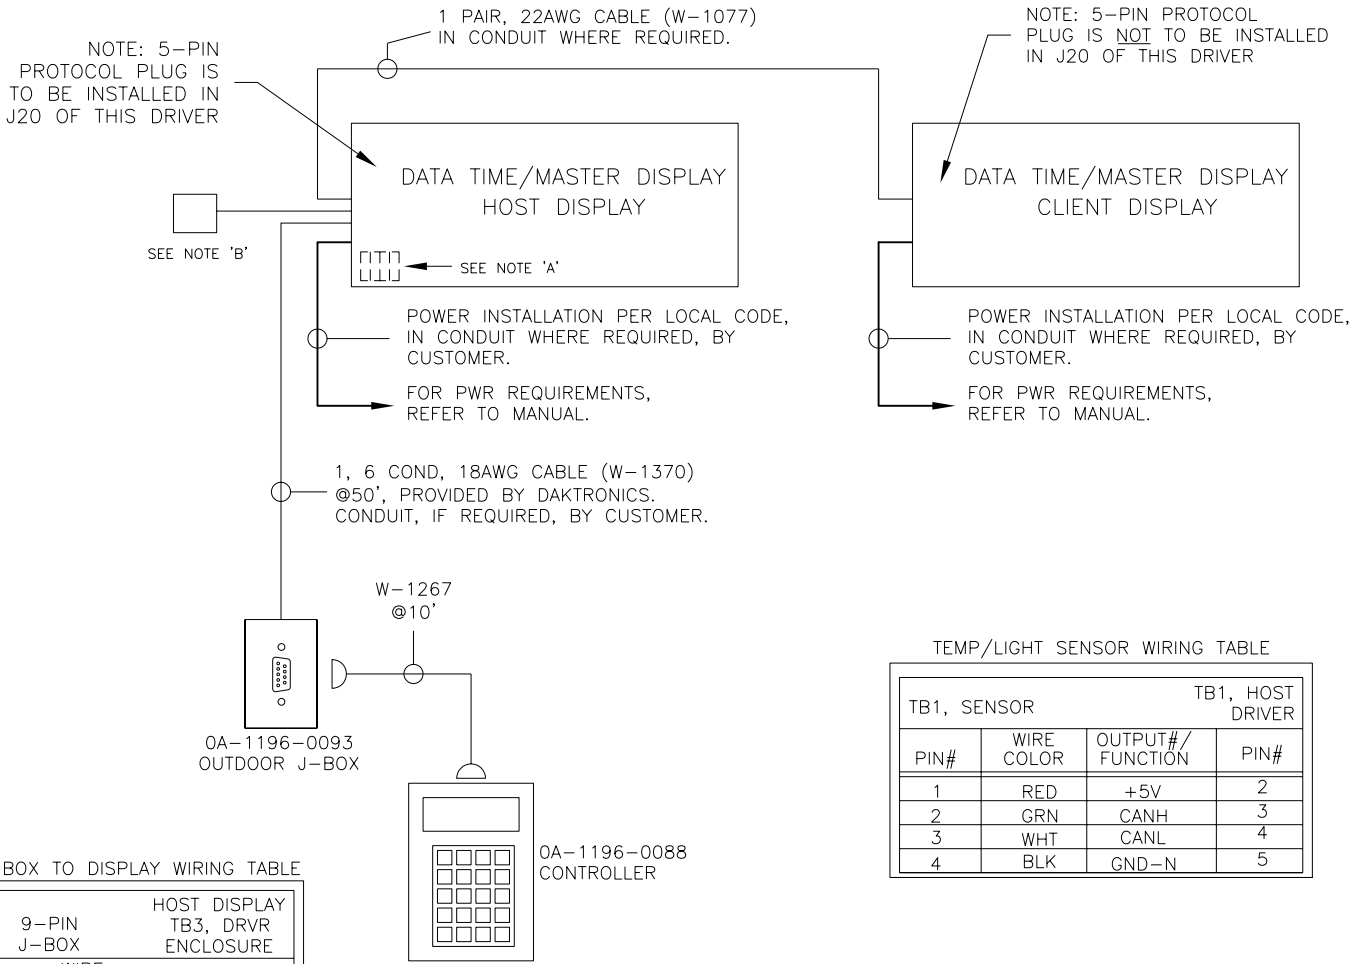 1 PAIR, 22AWG CABLE (W-1077)
IN CONDUIT WHERE REQUIRED.
NOTE: 5-PIN PROTOCOL
PLUG IS NOT TO BE INSTALLED
IN J20 OF THIS DRIVER
NOTE: 5-PIN
PROTOCOL PLUG IS
TO BE INSTALLED IN
J20 OF THIS DRIVER
DATA TIME/MASTER DISPLAY
HOST DISPLAY
DATA TIME/MASTER DISPLAY
CLIENT DISPLAY
SEE NOTE 'B'
SEE NOTE 'A'
POWER INSTALLATION PER LOCAL CODE,
IN CONDUIT WHERE REQUIRED, BY
CUSTOMER.
FOR PWR REQUIREMENTS,
REFER TO MANUAL.
POWER INSTALLATION PER LOCAL CODE,
IN CONDUIT WHERE REQUIRED, BY
CUSTOMER.
FOR PWR REQUIREMENTS,
REFER TO MANUAL.
1, 6 COND, 18AWG CABLE (W-1370)
@50', PROVIDED BY DAKTRONICS.
CONDUIT, IF REQUIRED, BY CUSTOMER.
W-1267
@10'
0A-1196-0093
OUTDOOR J-BOX
0A-1196-0088
CONTROLLER
TEMP/LIGHT SENSOR WIRING TABLE
TB1, SENSOR
TB1, HOST
DRIVER
PIN# WIRE COLOR OUTPUT#/ FUNCTION PIN#
1 RED +5V 2
2 GRN CANH 3
3 WHT CANL 4
4 BLK GND-N 5
BOX TO DISPLAY WIRING TABLE
9-PIN
J-BOX
HOST DISPLAY
TB3, DRVR
ENCLOSURE